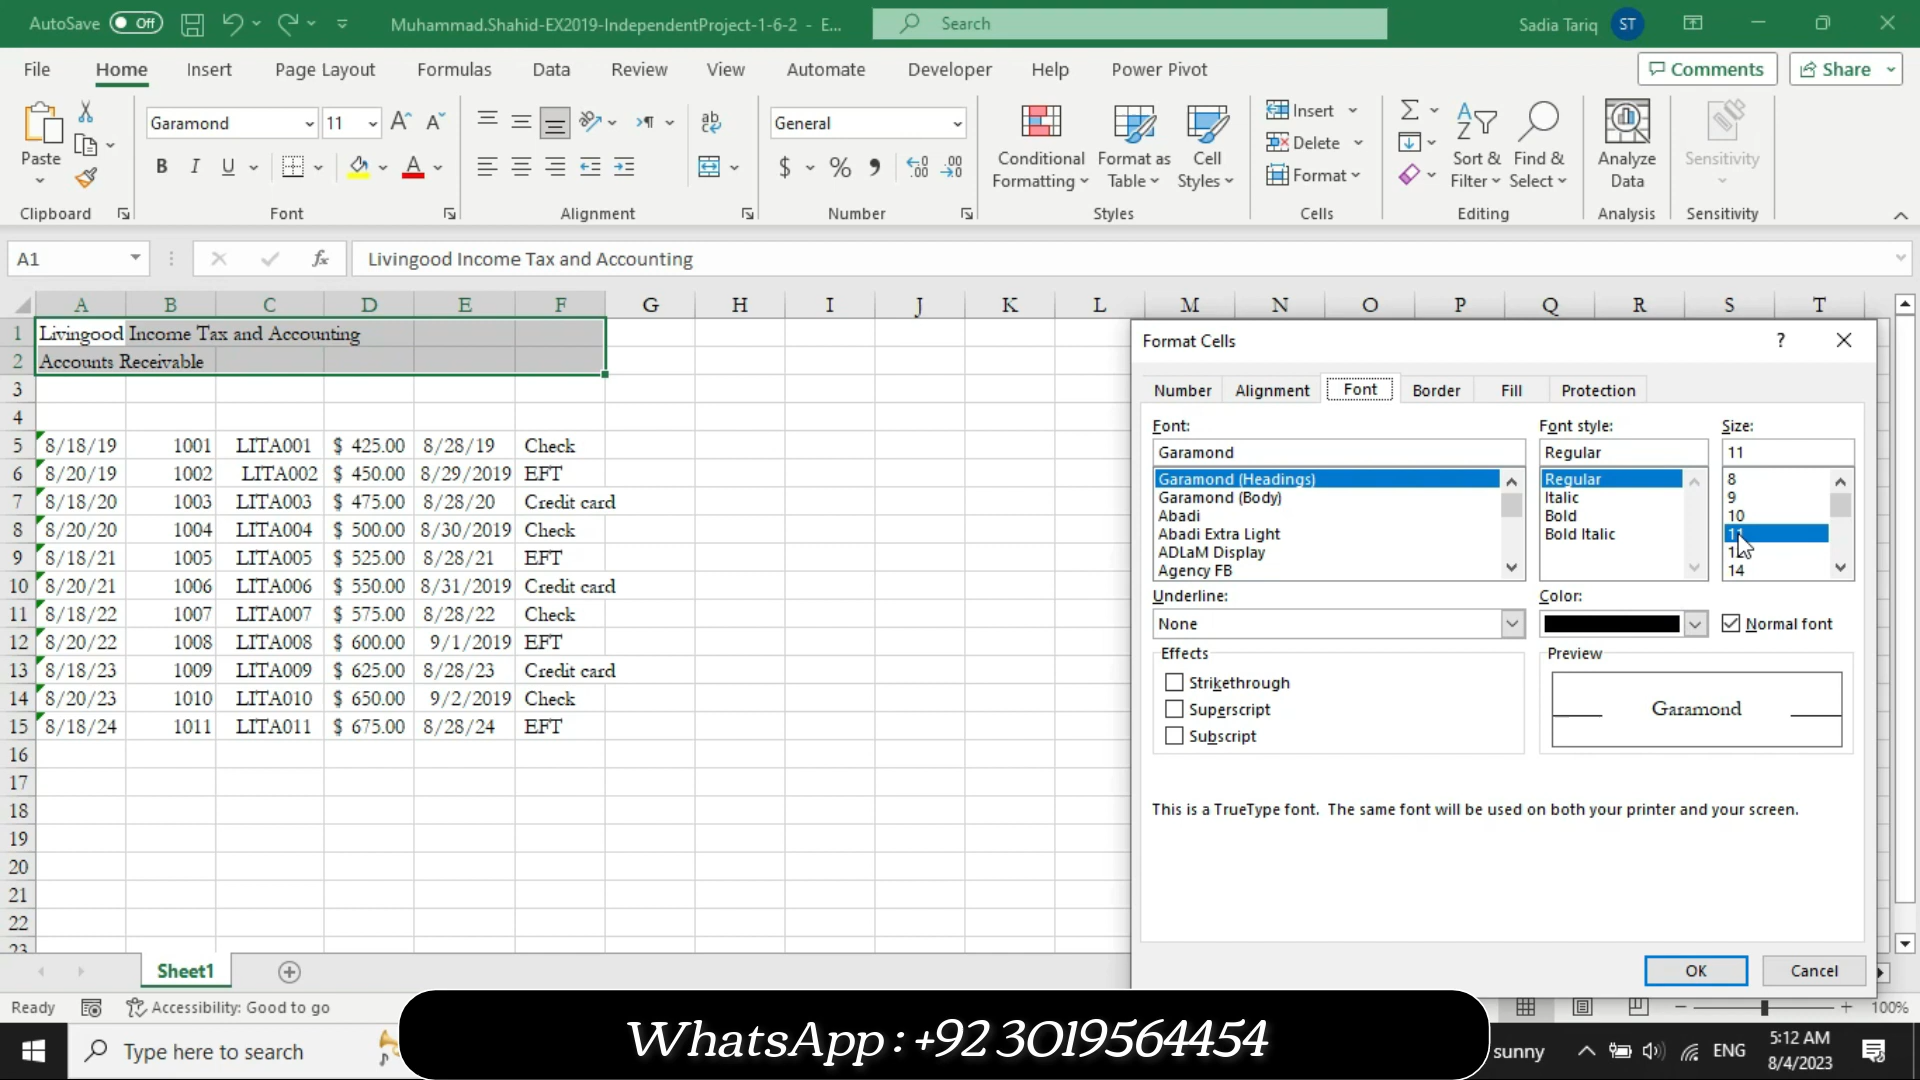 AutoSave Off Muhammad.Shahid-EX2019-IndependentProject-1-6-2 - E... Search Sadia Tariq ST
File Home Insert Page Layout Formulas Data Review View Automate Developer Help Power Pivot Comments Share
Paste
Garamond 11
General
Conditional Formatting
Format as Table
Cell Styles
Insert
Delete
Format
Sort & Filter
Find & Select
Analyze Data
Sensitivity
Clipboard Font Alignment Number Styles Cells Editing Analysis Sensitivity
A1 fx Livingood Income Tax and Accounting
A B C D E F G H I J K L M N O P Q R S T
1 Livingood Income Tax and Accounting
2 Accounts Receivable
3
4
5 8/18/19 1001 LITA001 $ 425.00 8/28/19 Check
6 8/20/19 1002 LITA002 $ 450.00 8/29/2019 EFT
7 8/18/20 1003 LITA003 $ 475.00 8/28/20 Credit card
8 8/20/20 1004 LITA004 $ 500.00 8/30/2019 Check
9 8/18/21 1005 LITA005 $ 525.00 8/28/21 EFT
10 8/20/21 1006 LITA006 $ 550.00 8/31/2019 Credit card
11 8/18/22 1007 LITA007 $ 575.00 8/28/22 Check
12 8/20/22 1008 LITA008 $ 600.00 9/1/2019 EFT
13 8/18/23 1009 LITA009 $ 625.00 8/28/23 Credit card
14 8/20/23 1010 LITA010 $ 650.00 9/2/2019 Check
15 8/18/24 1011 LITA011 $ 675.00 8/28/24 EFT
16
17
18
19
20
21
22
23
Format Cells ?
Number Alignment Font Border Fill Protection
Font: Font style: Size:
Garamond Regular 11
Garamond (Headings) Regular 8
Garamond (Body) Italic 9
Abadi Bold 10
Abadi Extra Light Bold Italic 11
ADLaM Display
Agency FB 14
Underline: Color:
None Normal font
Effects Preview
Strikethrough
Superscript Garamond
Subscript
This is a TrueType font. The same font will be used on both your printer and your screen.
OK Cancel
Sheet1
Ready Accessibility: Good to go 100%
Type here to search
WhatsApp : +92 3019564454
sunny ENG 5:12 AM
8/4/2023